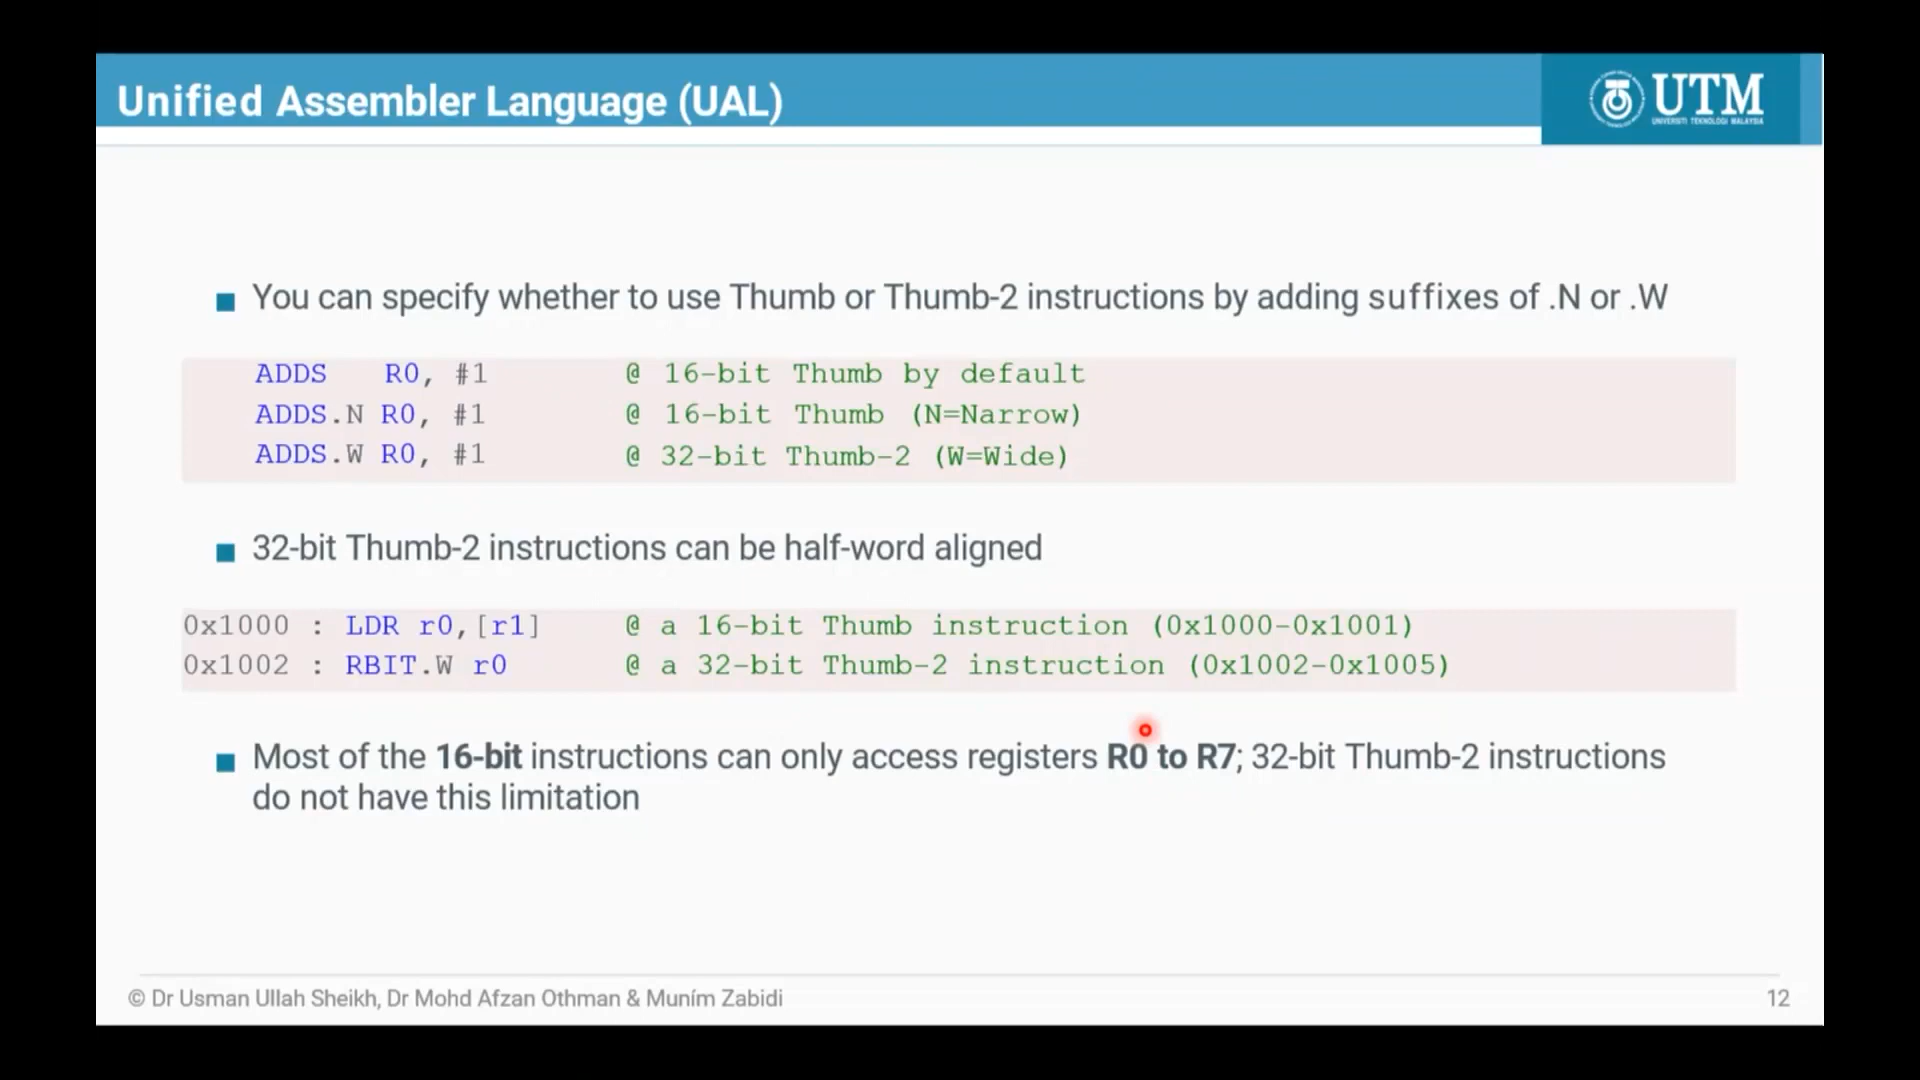 Unified Assembler Language (UAL)
UTM
UNIVERSITI TEKNOLOGI MALAYSIA
You can specify whether to use Thumb or Thumb-2 instructions by adding suffixes of .N or .W
ADDS R0, #1 @ 16-bit Thumb by default
ADDS.N R0, #1 @ 16-bit Thumb (N=Narrow)
ADDS.W R0, #1 @ 32-bit Thumb-2 (W=Wide)
32-bit Thumb-2 instructions can be half-word aligned
0x1000 : LDR r0,[r1] @ a 16-bit Thumb instruction (0x1000-0x1001)
0x1002 : RBIT.W r0 @ a 32-bit Thumb-2 instruction (0x1002-0x1005)
Most of the 16-bit instructions can only access registers R0 to R7; 32-bit Thumb-2 instructions
do not have this limitation
© Dr Usman Ullah Sheikh, Dr Mohd Afzan Othman & Muním Zabidi
12